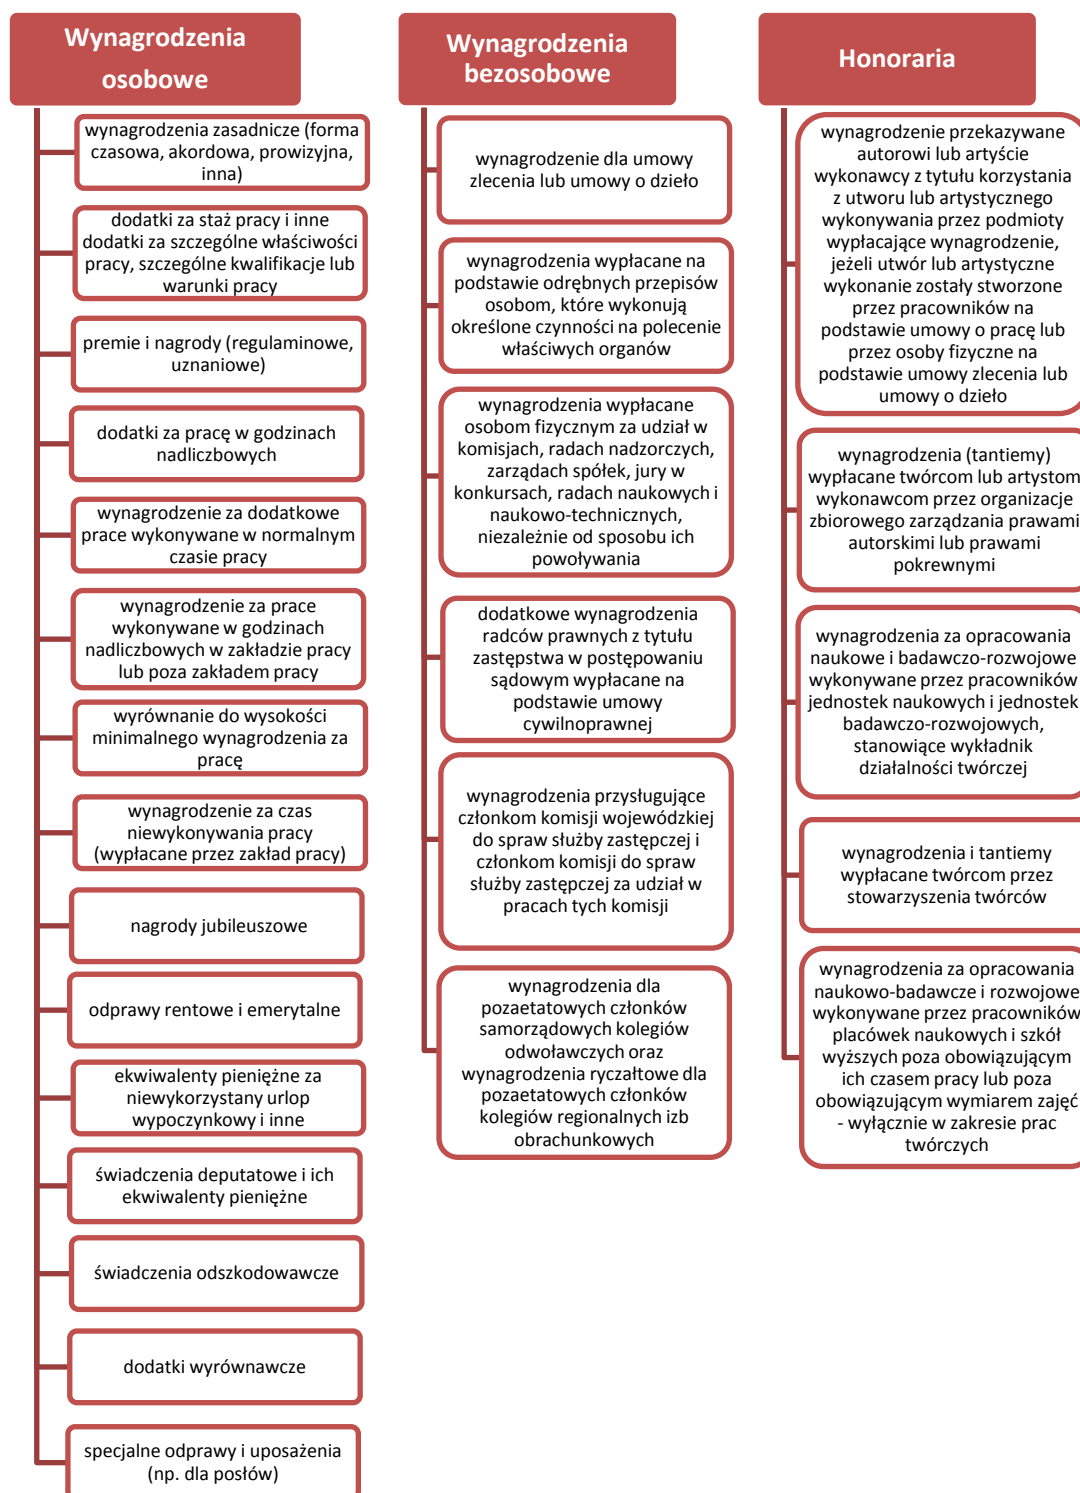 Wynagrodzenia
osobowe
wynagrodzenia zasadnicze (forma
czasowa, akordowa, prowizyjna,
inna)
dodatki za staż pracy i inne
dodatki za szczególne właściwości
pracy, szczególne kwalifikacje lub
warunki pracy
premie i nagrody (regulaminowe,
uznaniowe)
dodatki za pracę w godzinach
nadliczbowych
wynagrodzenie za dodatkowe
prace wykonywane w normalnym
czasie pracy
wynagrodzenie za prace
wykonywane w godzinach
nadliczbowych w zakładzie pracy
lub poza zakładem pracy
wyrównanie do wysokości
minimalnego wynagrodzenia za
pracę
wynagrodzenie za czas
niewykonywania pracy
(wypłacane przez zakład pracy)
nagrody jubileuszowe
odprawy rentowe i emerytalne
ekwiwalenty pieniężne za
niewykorzystany urlop
wypoczynkowy i inne
świadczenia deputatowe i ich
ekwiwalenty pieniężne
świadczenia odszkodowawcze
dodatki wyrównawcze
specjalne odprawy i uposażenia
(np. dla posłów)
Wynagrodzenia
bezosobowe
wynagrodzenie dla umowy
zlecenia lub umowy o dzieło
wynagrodzenia wypłacane na
podstawie odrębnych przepisów
osobom, które wykonują
określone czynności na polecenie
właściwych organów
wynagrodzenia wypłacane
osobom fizycznym za udział w
komisjach, radach nadzorczych,
zarządach spółek, jury w
konkursach, radach naukowych i
naukowo-technicznych,
niezależnie od sposobu ich
powoływania
dodatkowe wynagrodzenia
radców prawnych z tytułu
zastępstwa w postępowaniu
sądowym wypłacane na
podstawie umowy
cywilnoprawnej
wynagrodzenia przysługujące
członkom komisji wojewódzkiej
do spraw służby zastępczej i
członkom komisji do spraw
służby zastępczej za udział w
pracach tych komisji
wynagrodzenia dla
pozaetatowych członków
samorządowych kolegiów
odwoławczych oraz
wynagrodzenia ryczałtowe dla
pozaetatowych członków
kolegiów regionalnych izb
obrachunkowych
Honoraria
wynagrodzenie przekazywane
autorowi lub artyście
wykonawcy z tytułu korzystania
z utworu lub artystycznego
wykonywania przez podmioty
wypłacające wynagrodzenie,
jeżeli utwór lub artystyczne
wykonanie zostały stworzone
przez pracowników na
podstawie umowy o pracę lub
przez osoby fizyczne na
podstawie umowy zlecenia lub
umowy o dzieło
wynagrodzenia (tantiemy)
wypłacane twórcom lub artystom
wykonawcom przez organizacje
zbiorowego zarządzania prawami
autorskimi lub prawami
pokrewnymi
wynagrodzenia za opracowania
naukowe i badawczo-rozwojowe
wykonywane przez pracowników
jednostek naukowych i jednostek
badawczo-rozwojowych,
stanowiące wykładnik
działalności twórczej
wynagrodzenia i tantiemy
wypłacane twórcom przez
stowarzyszenia twórców
wynagrodzenia za opracowania
naukowo-badawcze i rozwojowe
wykonywane przez pracowników
placówek naukowych i szkół
wyższych poza obowiązującym
ich czasem pracy lub poza
obowiązującym wymiarem zajęć
- wyłącznie w zakresie prac
twórczych